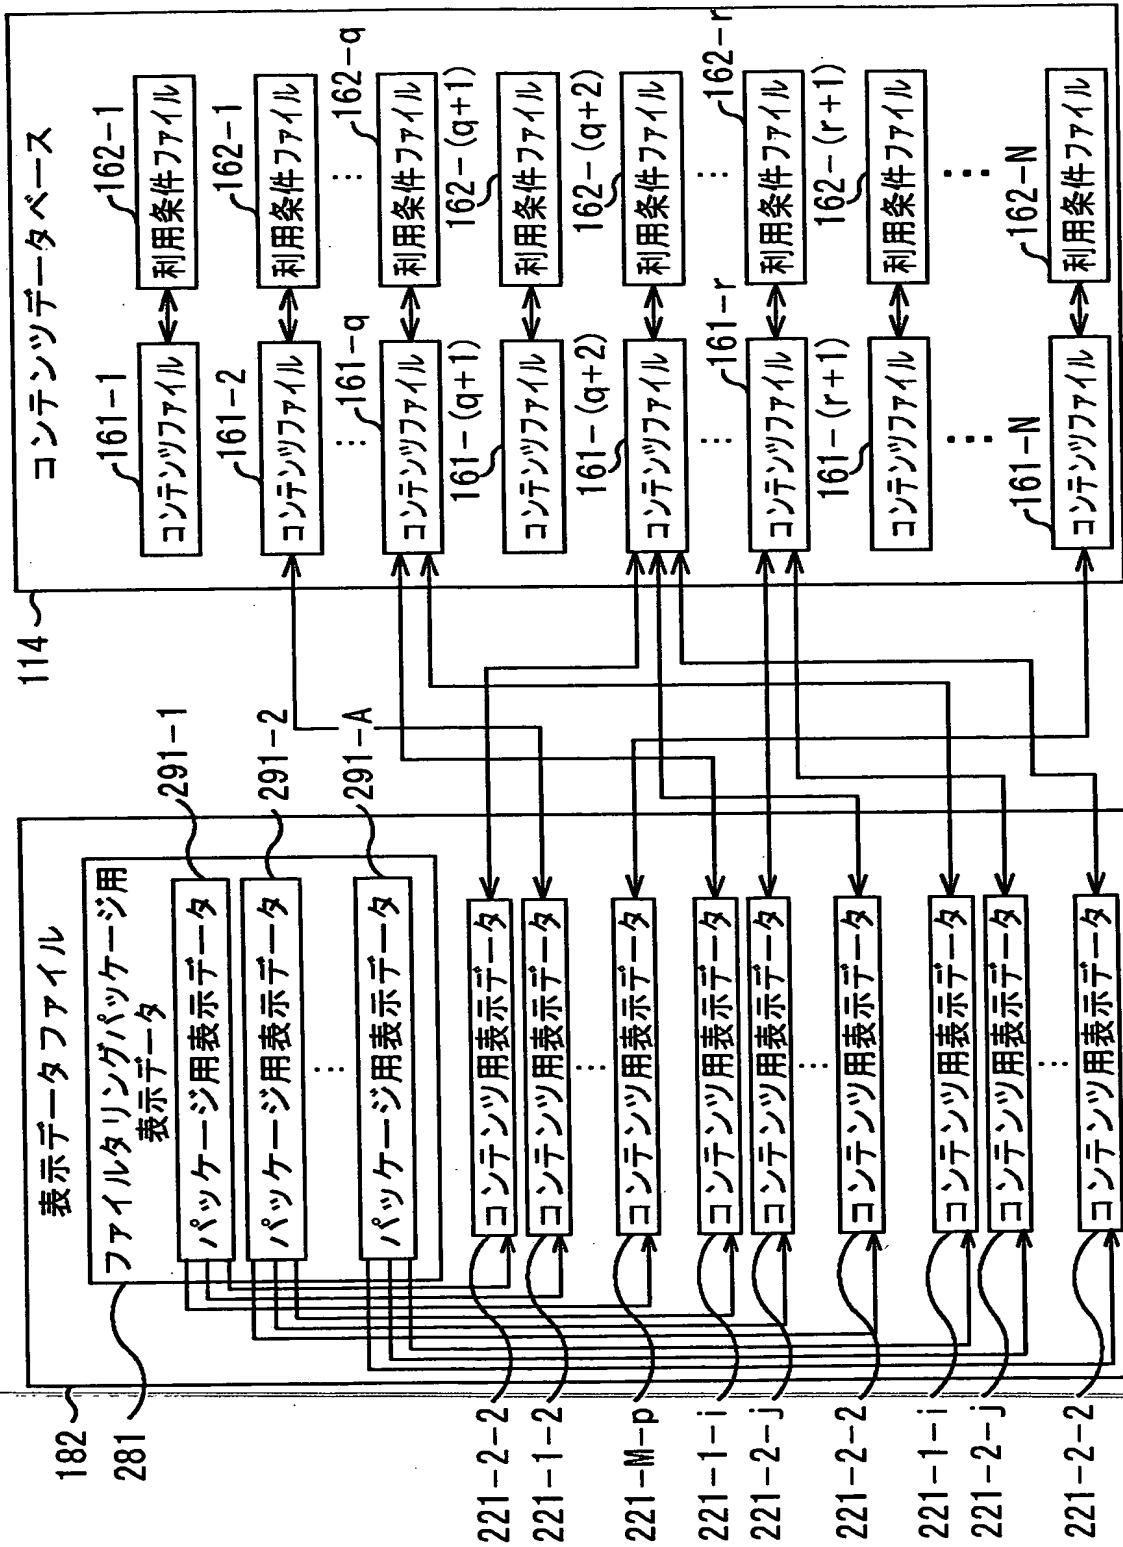 コンテンツデータベース
114
161-1
コンテンツファイル
162-1
利用条件ファイル
161-2
コンテンツファイル
162-1
利用条件ファイル
⋮
⋮
161-q
コンテンツファイル
162-q
利用条件ファイル
161-(q+1)
コンテンツファイル
162-(q+1)
利用条件ファイル
161-(q+2)
コンテンツファイル
162-(q+2)
利用条件ファイル
⋮
⋮
161-r
コンテンツファイル
162-r
利用条件ファイル
161-(r+1)
コンテンツファイル
162-(r+1)
利用条件ファイル
⋮
⋮
161-N
コンテンツファイル
162-N
利用条件ファイル
182
表示データファイル
281
ファイルタリングパッケージ用
表示データ
パッケージ用表示データ
291-1
パッケージ用表示データ
291-2
⋮
パッケージ用表示データ
291-A
221-2-2
コンテンツ用表示データ
221-1-2
コンテンツ用表示データ
⋮
221-M-p
コンテンツ用表示データ
221-1-i
コンテンツ用表示データ
221-2-j
コンテンツ用表示データ
⋮
221-2-2
コンテンツ用表示データ
221-1-i
コンテンツ用表示データ
221-2-j
コンテンツ用表示データ
⋮
221-2-2
コンテンツ用表示データ